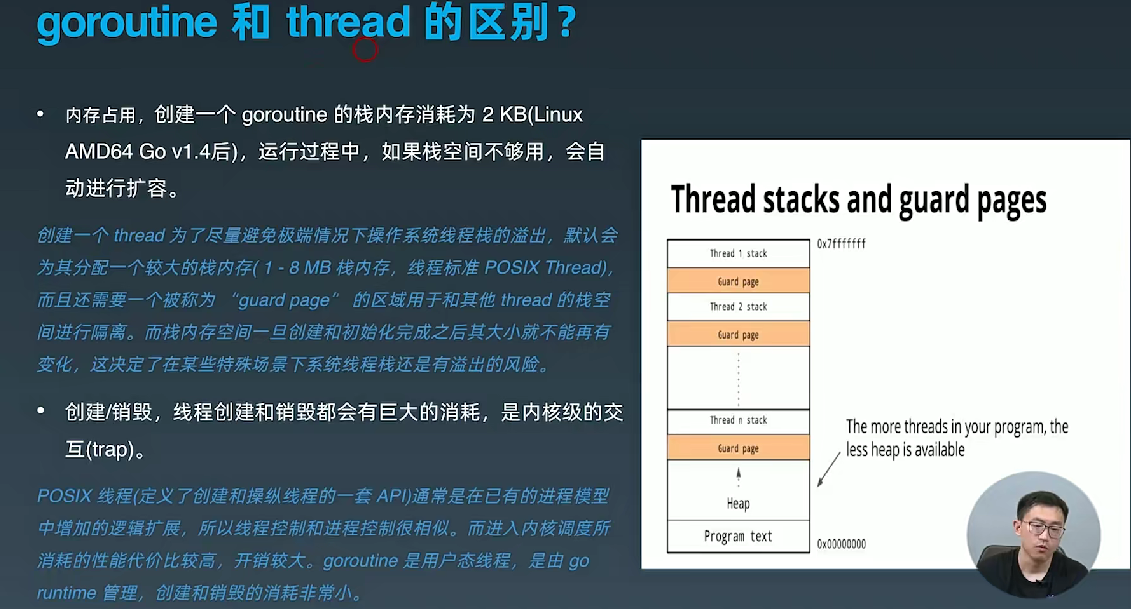 goroutine 和 thread 的区别？
• 内存占用，创建一个 goroutine 的栈内存消耗为 2 KB(Linux
AMD64 Go v1.4后)，运行过程中，如果栈空间不够用，会自
动进行扩容。
创建一个 thread 为了尽量避免极端情况下操作系统线程栈的溢出，默认会
为其分配一个较大的栈内存( 1 - 8 MB 栈内存，线程标准 POSIX Thread)，
而且还需要一个被称为 “guard page” 的区域用于和其他 thread 的栈空
间进行隔离。而栈内存空间一旦创建和初始化完成之后其大小就不能再有
变化，这决定了在某些特殊场景下系统线程栈还是有溢出的风险。
• 创建/销毁，线程创建和销毁都会有巨大的消耗，是内核级的交
互(trap)。
POSIX 线程(定义了创建和操纵线程的一套 API)通常是在已有的进程模型
中增加的逻辑扩展，所以线程控制和进程控制很相似。而进入内核调度所
消耗的性能代价比较高，开销较大。goroutine 是用户态线程，是由 go
runtime 管理，创建和销毁的消耗非常小。
Thread stacks and guard pages
0x7fffffff
Thread 1 stack
Guard page
Thread 2 stack
Guard page
Thread n stack
Guard page
Heap
Program text
0x00000000
The more threads in your program, the
less heap is available